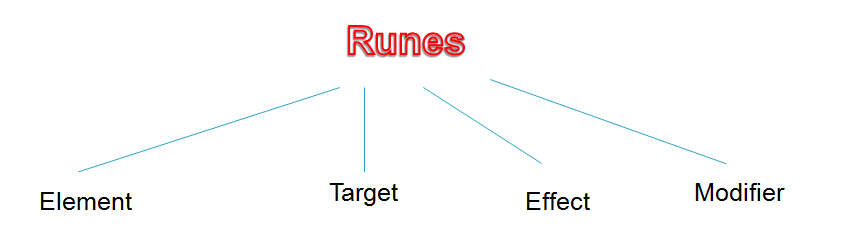 Runes
Element
Target
Effect
Modifier